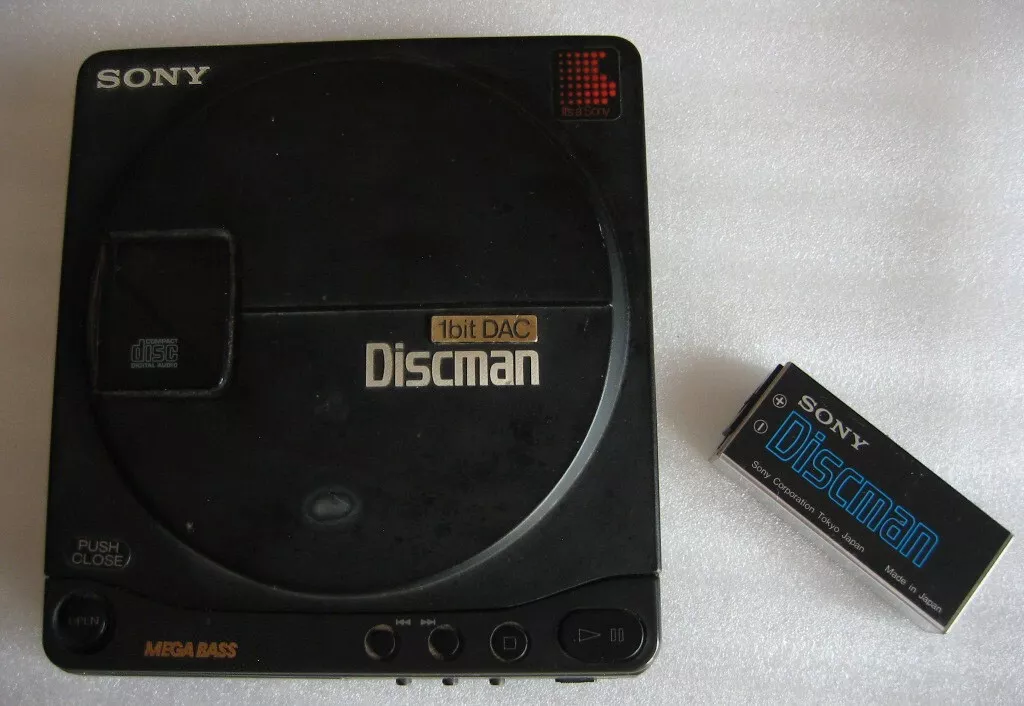 SONY
It's a Sony
1bit DAC
Discman
COMPACT
disc
DIGITAL AUDIO
PUSH
CLOSE
OPEN
MEGA BASS
SONY
Discman
Sony Corporation Tokyo Japan
Made in Japan